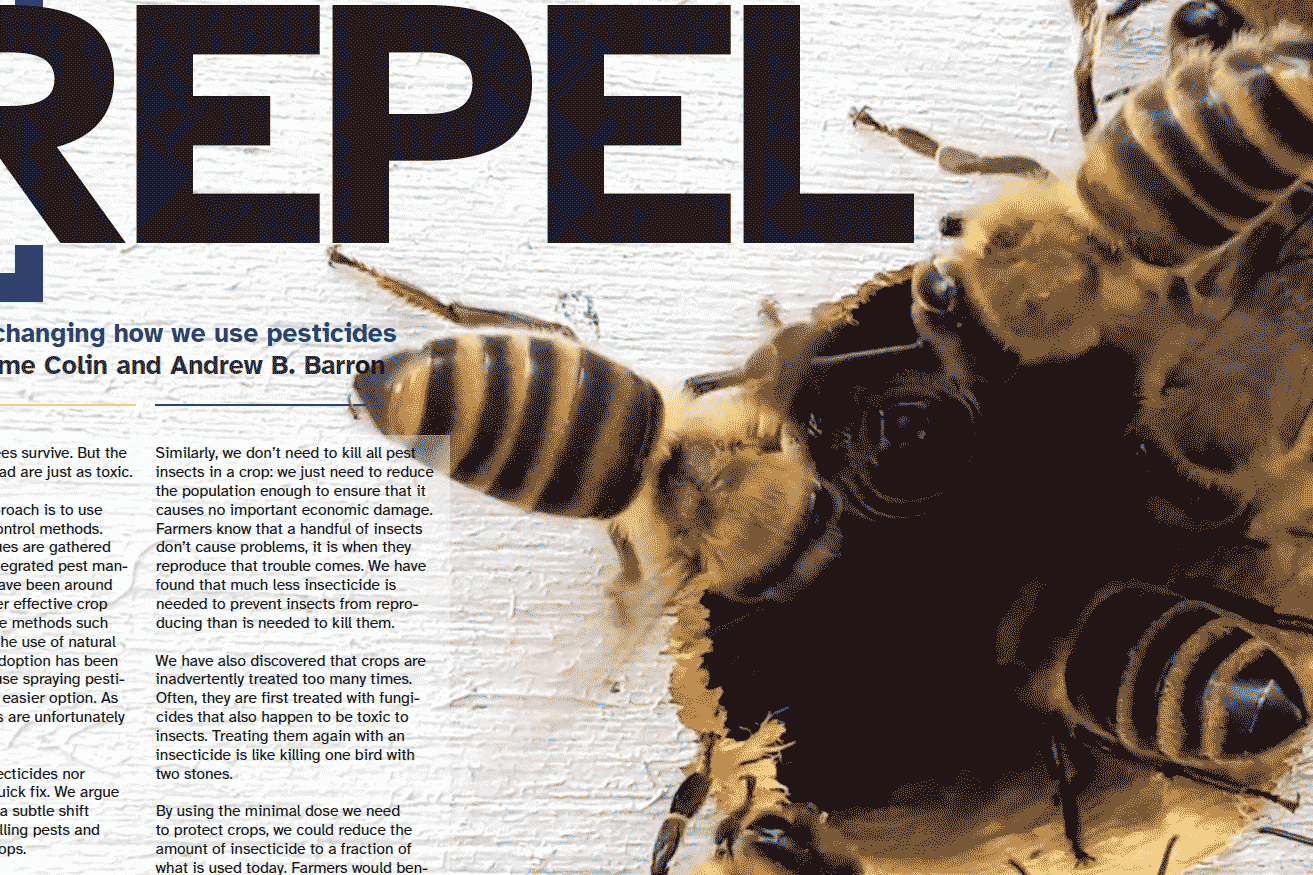 REPEL
changing how we use pesticides
me Colin and Andrew B. Barron
ees survive. But the
ad are just as toxic.
roach is to use
ontrol methods.
ues are gathered
egrated pest man-
ave been around
er effective crop
e methods such
he use of natural
doption has been
use spraying pesti-
easier option. As
s are unfortunately
ecticides nor
uick fix. We argue
a subtle shift
lling pests and
ops.
Similarly, we don’t need to kill all pest
insects in a crop: we just need to reduce
the population enough to ensure that it
causes no important economic damage.
Farmers know that a handful of insects
don’t cause problems, it is when they
reproduce that trouble comes. We have
found that much less insecticide is
needed to prevent insects from repro-
ducing than is needed to kill them.
We have also discovered that crops are
inadvertently treated too many times.
Often, they are first treated with fungi-
cides that also happen to be toxic to
insects. Treating them again with an
insecticide is like killing one bird with
two stones.
By using the minimal dose we need
to protect crops, we could reduce the
amount of insecticide to a fraction of
what is used today. Farmers would ben-